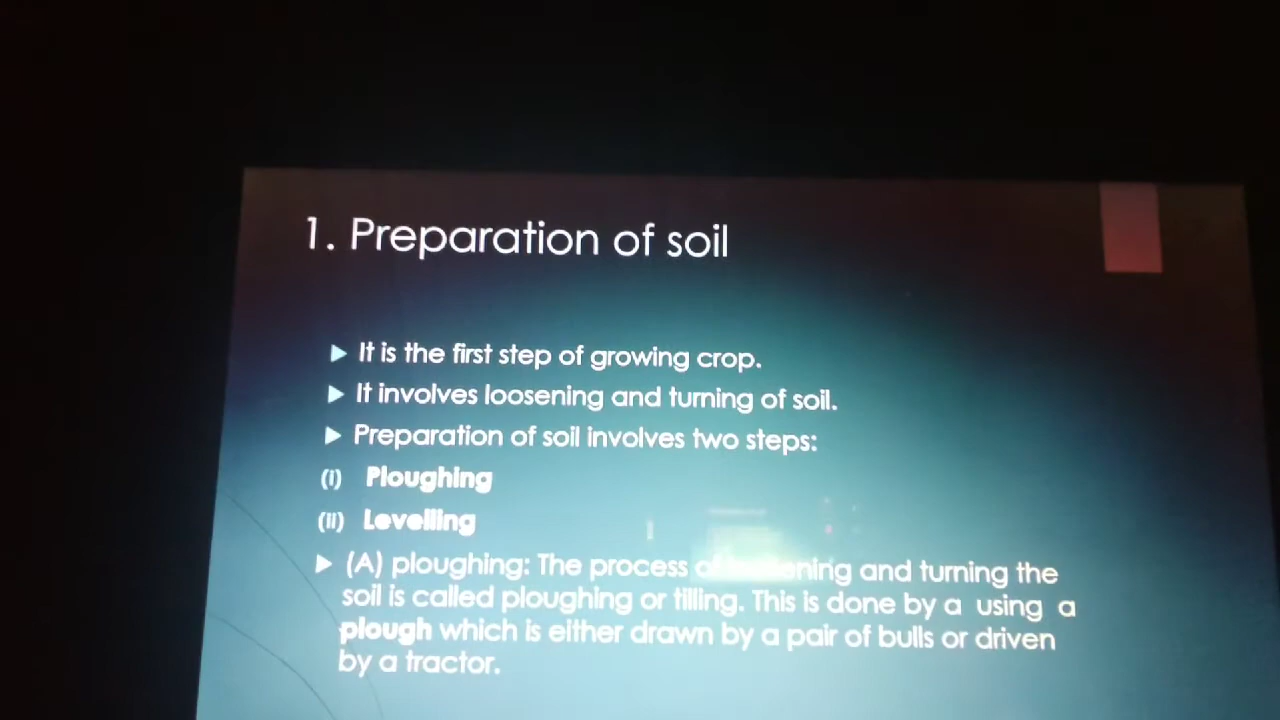 1. Preparation of soil
▶ It is the first step of growing crop.
▶ It involves loosening and turning of soil.
▶ Preparation of soil involves two steps:
(i) Ploughing
(ii) Levelling
▶ (A) ploughing: The process and turning the
soil is called ploughing or tilling. This is done by a using a
plough which is either drawn by a pair of bulls or driven
by a tractor.